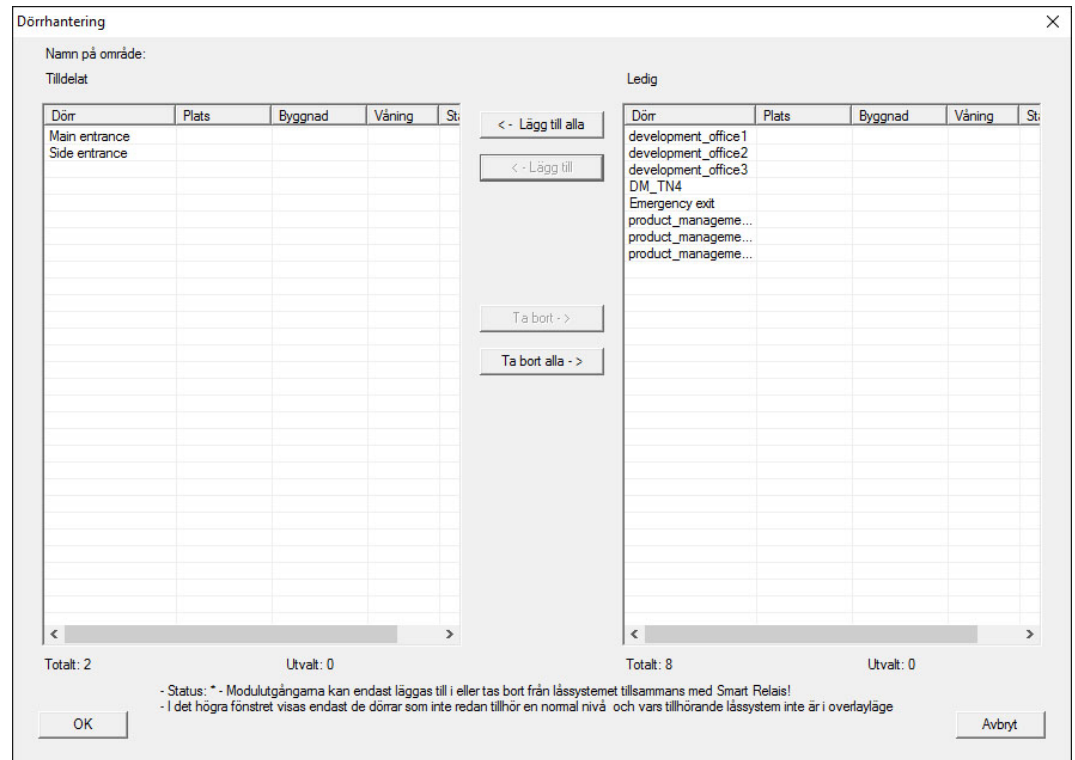 Dörrhantering
Namn på område:
Tilldelat
Ledig
Dörr Plats Byggnad Våning
Main entrance
Side entrance
<- Lägg till alla
<- Lägg till
Ta bort ->
Ta bort alla ->
Dörr Plats Byggnad Våning
development_office1
development_office2
development_office3
DM_TN4
Emergency exit
product_manageme...
product_manageme...
product_manageme...
Totalt: 2 Utvalt: 0
Totalt: 8 Utvalt: 0
- Status: * - Modulutgångarna kan endast läggas till i eller tas bort från låssystemet tillsammans med Smart Relais!
- I det högra fönstret visas endast de dörrar som inte redan tillhör en normal nivå och vars tillhörande låssystem inte är i overlayläge
OK
Avbryt